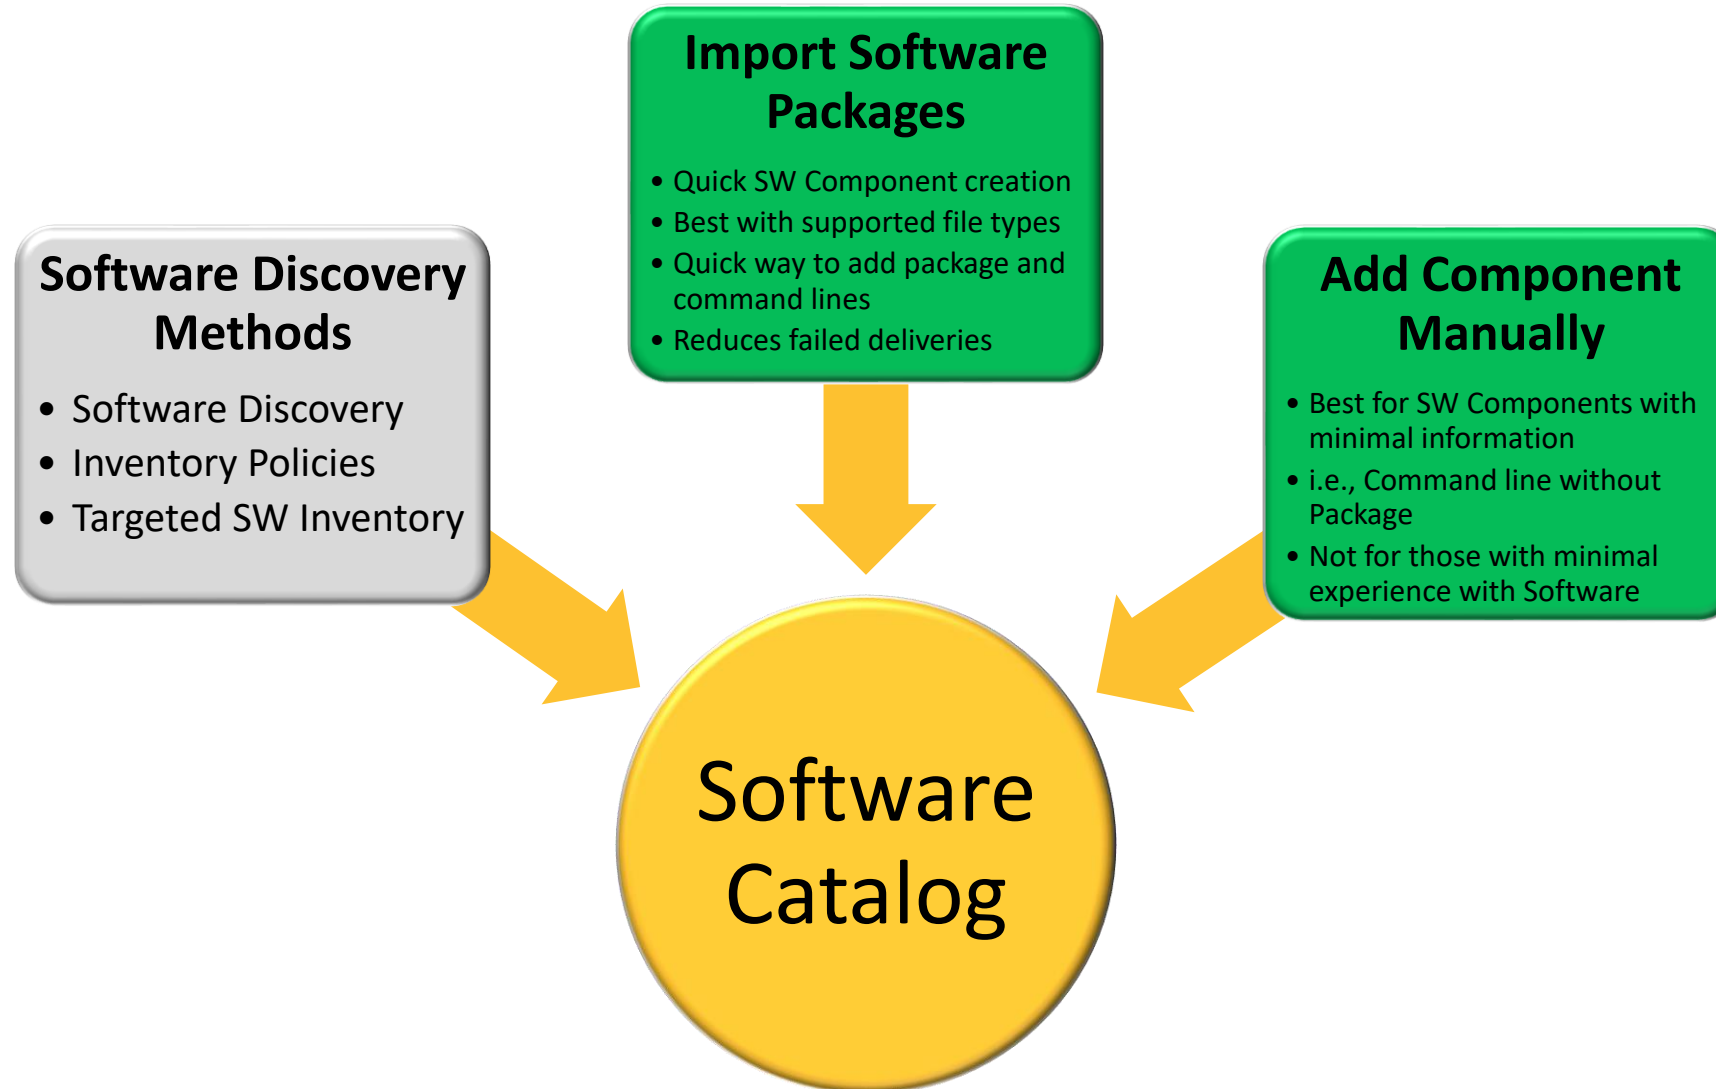 Import Software
Packages
• Quick SW Component creation
• Best with supported file types
• Quick way to add package and
command lines
• Reduces failed deliveries
Software Discovery
Methods
• Software Discovery
• Inventory Policies
• Targeted SW Inventory
Add Component
Manually
• Best for SW Components with
minimal information
• i.e., Command line without
Package
• Not for those with minimal
experience with Software
Software
Catalog